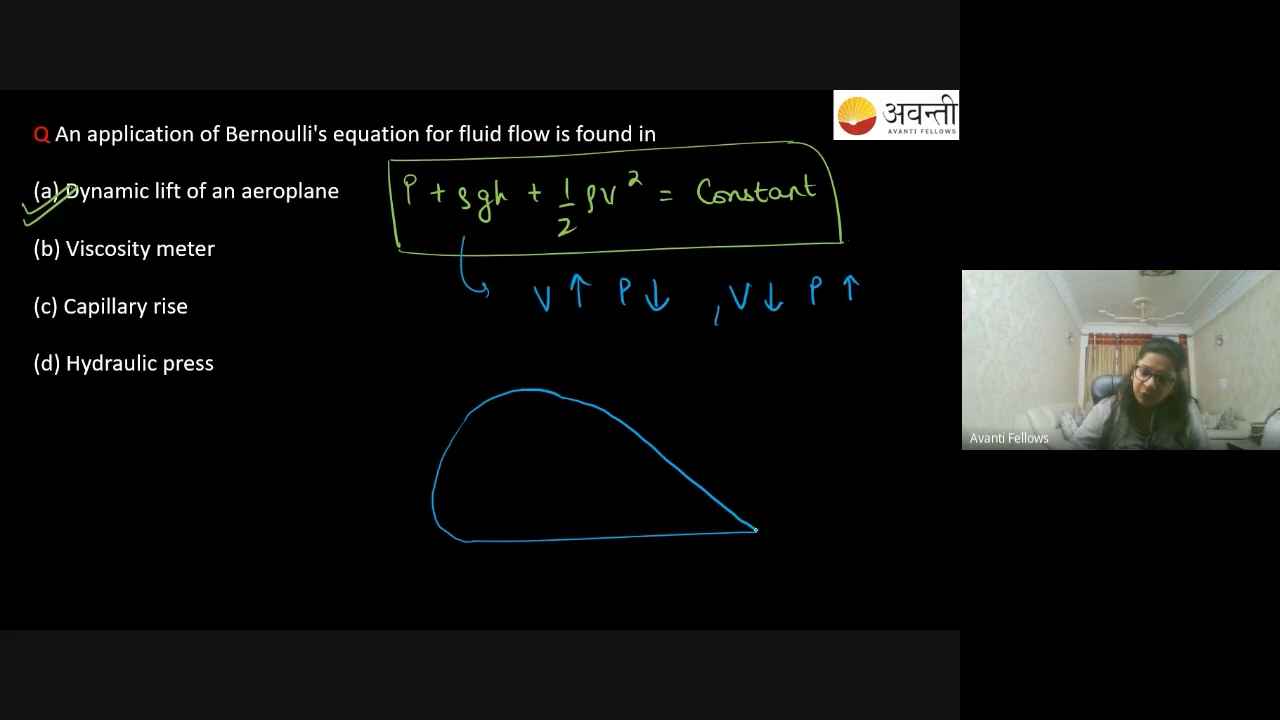 Q An application of Bernoulli's equation for fluid flow is found in
अवन्ती
AVANTI FELLOWS
(a) Dynamic lift of an aeroplane
P + ρgh + 1/2 ρV² = Constant
(b) Viscosity meter
V ↑ P ↓ , V ↓ P ↑
(c) Capillary rise
(d) Hydraulic press
Avanti Fellows